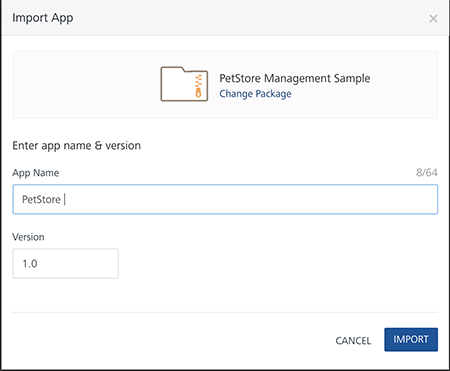 Import App
PetStore Management Sample
Change Package
Enter app name & version
App Name 8/64
PetStore
Version
1.0
CANCEL IMPORT